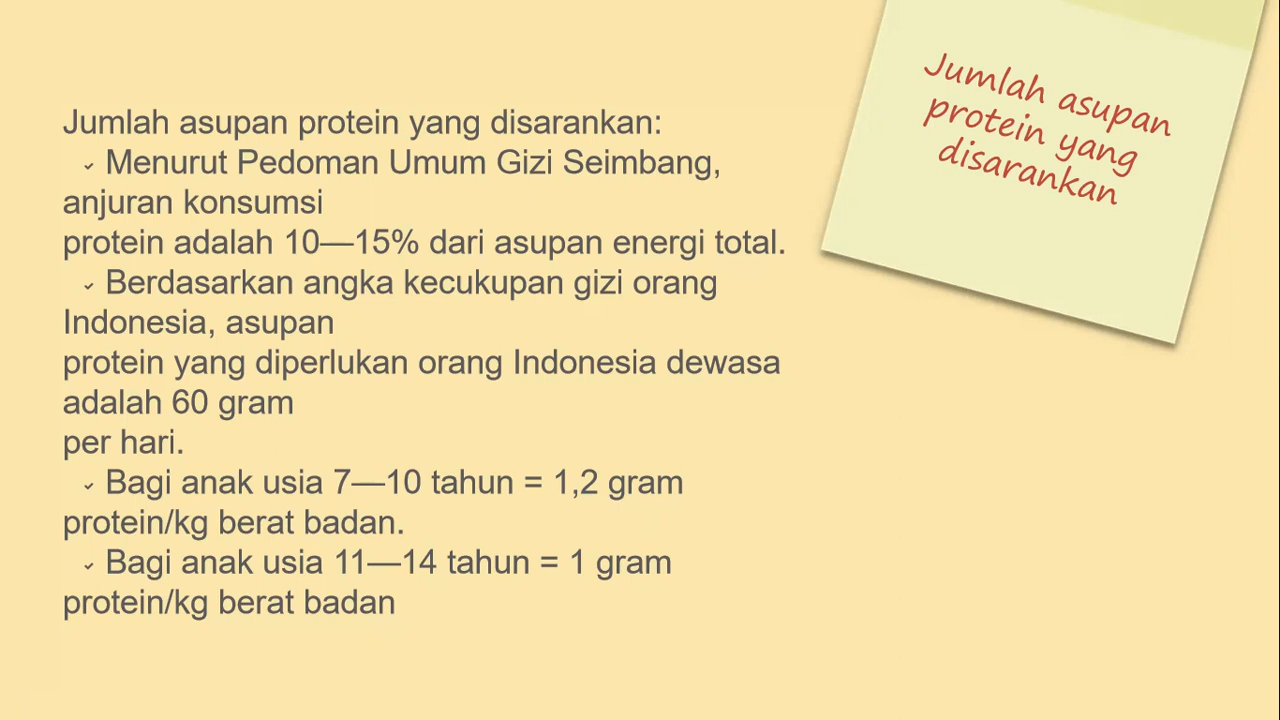 Jumlah asupan protein yang disarankan:
✓ Menurut Pedoman Umum Gizi Seimbang,
anjuran konsumsi
protein adalah 10—15% dari asupan energi total.
✓ Berdasarkan angka kecukupan gizi orang
Indonesia, asupan
protein yang diperlukan orang Indonesia dewasa
adalah 60 gram
per hari.
✓ Bagi anak usia 7—10 tahun = 1,2 gram
protein/kg berat badan.
✓ Bagi anak usia 11—14 tahun = 1 gram
protein/kg berat badan
Jumlah asupan
protein yang
disarankan